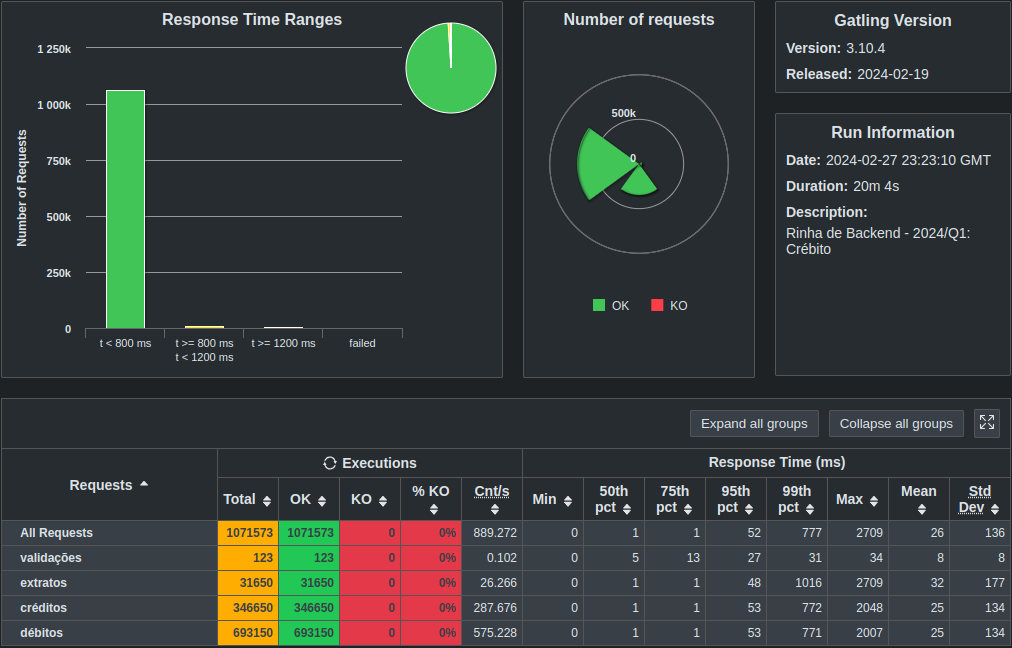 Response Time Ranges
Number of Requests
1 250k
1 000k
750k
500k
250k
0
t < 800 ms
t >= 800 ms
t < 1200 ms
t >= 1200 ms
failed
Number of requests
500k
0
OK KO
Gatling Version
Version: 3.10.4
Released: 2024-02-19
Run Information
Date: 2024-02-27 23:23:10 GMT
Duration: 20m 4s
Description:
Rinha de Backend - 2024/Q1:
Crébito
Expand all groups Collapse all groups
Requests Executions Response Time (ms)
Total OK KO % KO Cnt/s Min 50th pct 75th pct 95th pct 99th pct Max Mean Std Dev
All Requests 1071573 1071573 0 0% 889.272 0 1 1 52 777 2709 26 136
validações 123 123 0 0% 0.102 0 5 13 27 31 34 8 8
extratos 31650 31650 0 0% 26.266 0 1 1 48 1016 2709 32 177
créditos 346650 346650 0 0% 287.676 0 1 1 53 772 2048 25 134
débitos 693150 693150 0 0% 575.228 0 1 1 53 771 2007 25 134